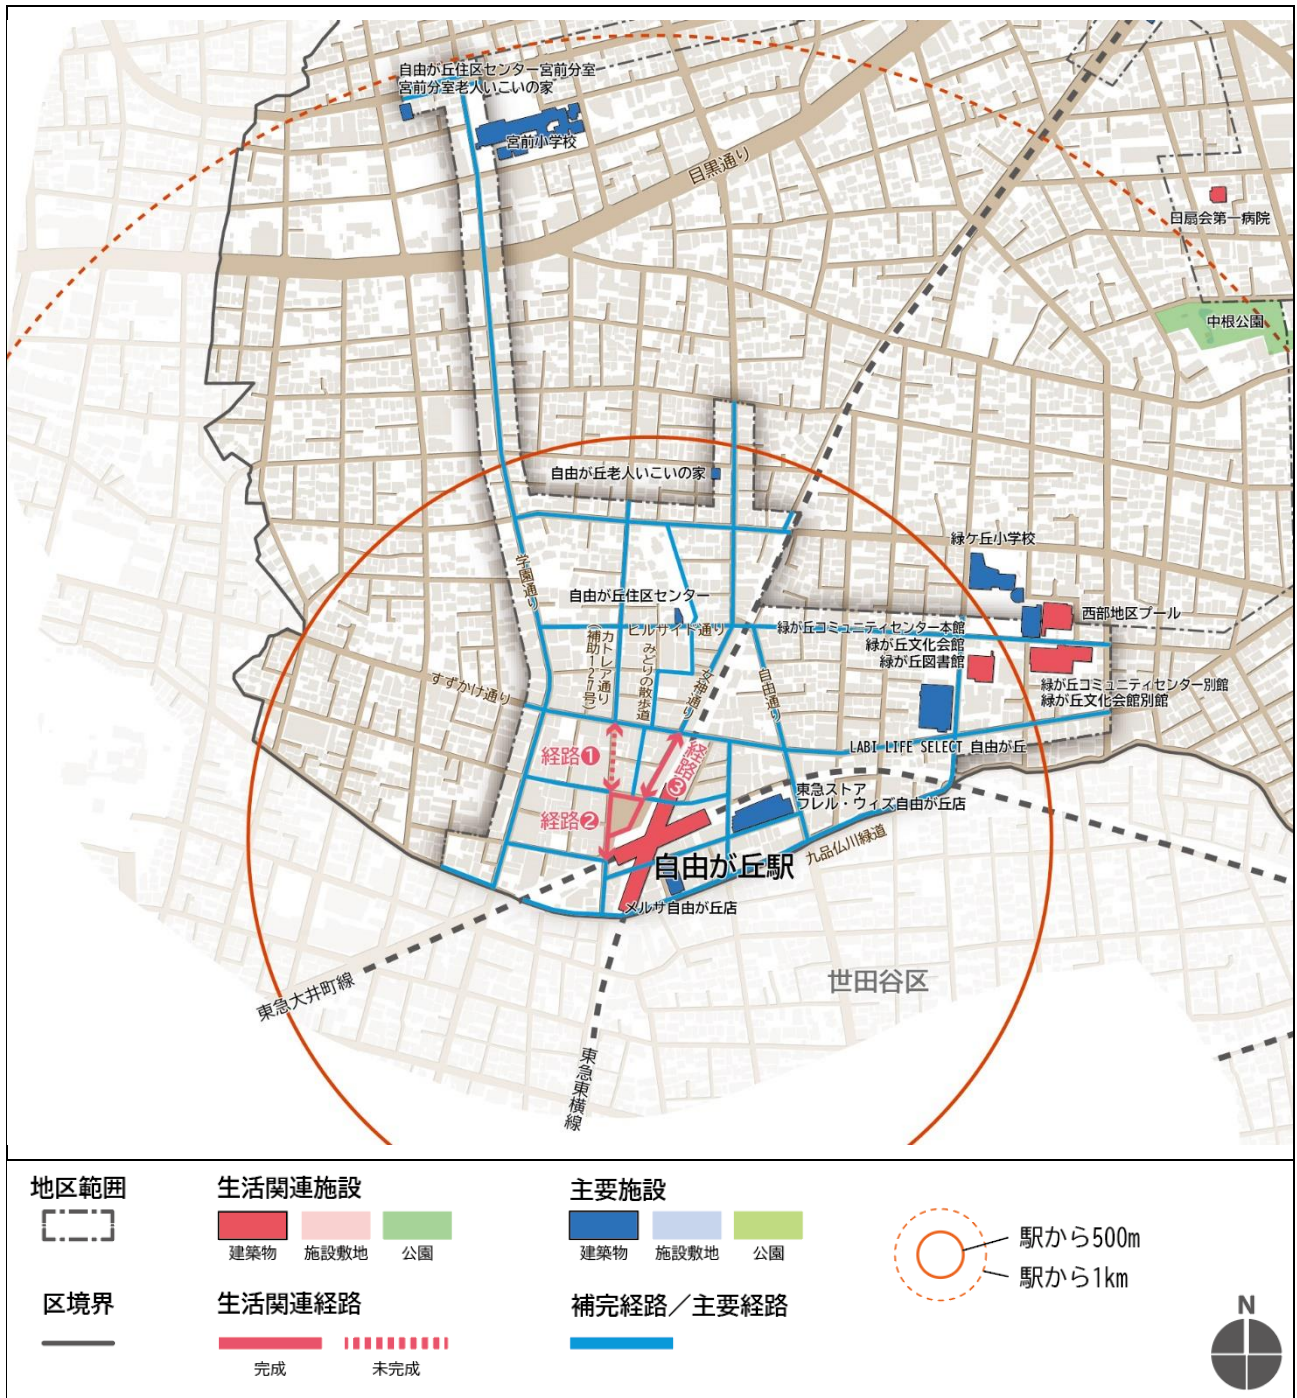 自由が丘住区センター宮前分室
宮前分室老人いこいの家
宮前小学校
目黒通り
日扇会第一病院
中根公園
自由が丘老人いこいの家
緑ケ丘小学校
学園通り
自由が丘住区センター
西部地区プール
ヒルサイド通り
緑が丘コミュニティセンター本館
緑が丘文化会館
緑が丘図書館
カトレア通り
(補助127号)
みどりの散歩道
女神通り
自由通り
すずかけ通り
緑が丘コミュニティセンター別館
緑が丘文化会館別館
LABI LIFE SELECT 自由が丘
経路❶
経路❸
経路❷
東急ストア
フレル・ウィズ自由が丘店
九品仏川緑道
自由が丘駅
メルサ自由が丘店
世田谷区
東急大井町線
東急東横線
地区範囲
生活関連施設
建築物
施設敷地
公園
主要施設
建築物
施設敷地
公園
駅から500m
駅から1km
区境界
生活関連経路
完成
未完成
補完経路/主要経路
N